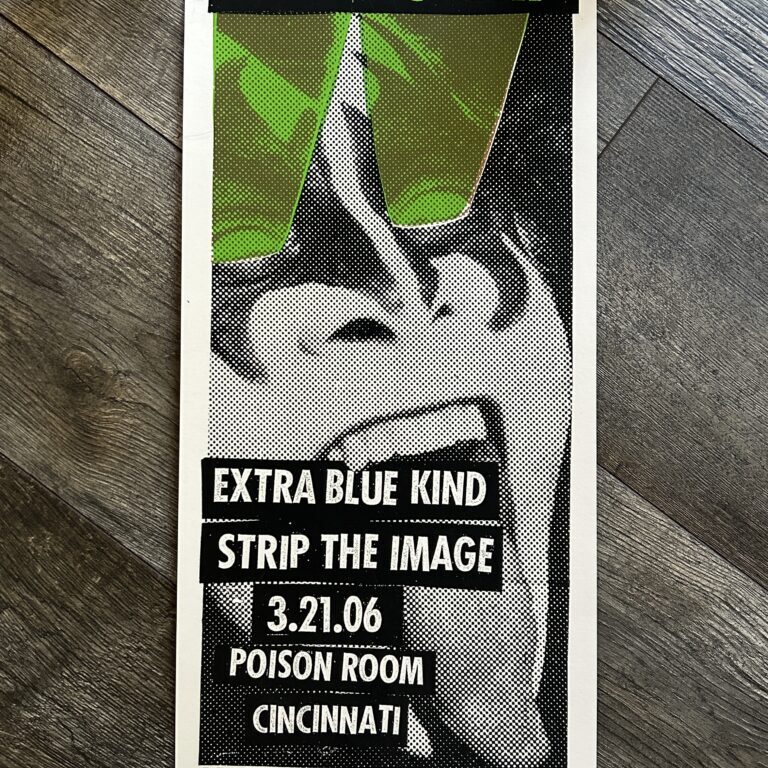 EXTRA BLUE KIND
STRIP THE IMAGE
3.21.06
POISON ROOM
CINCINNATI